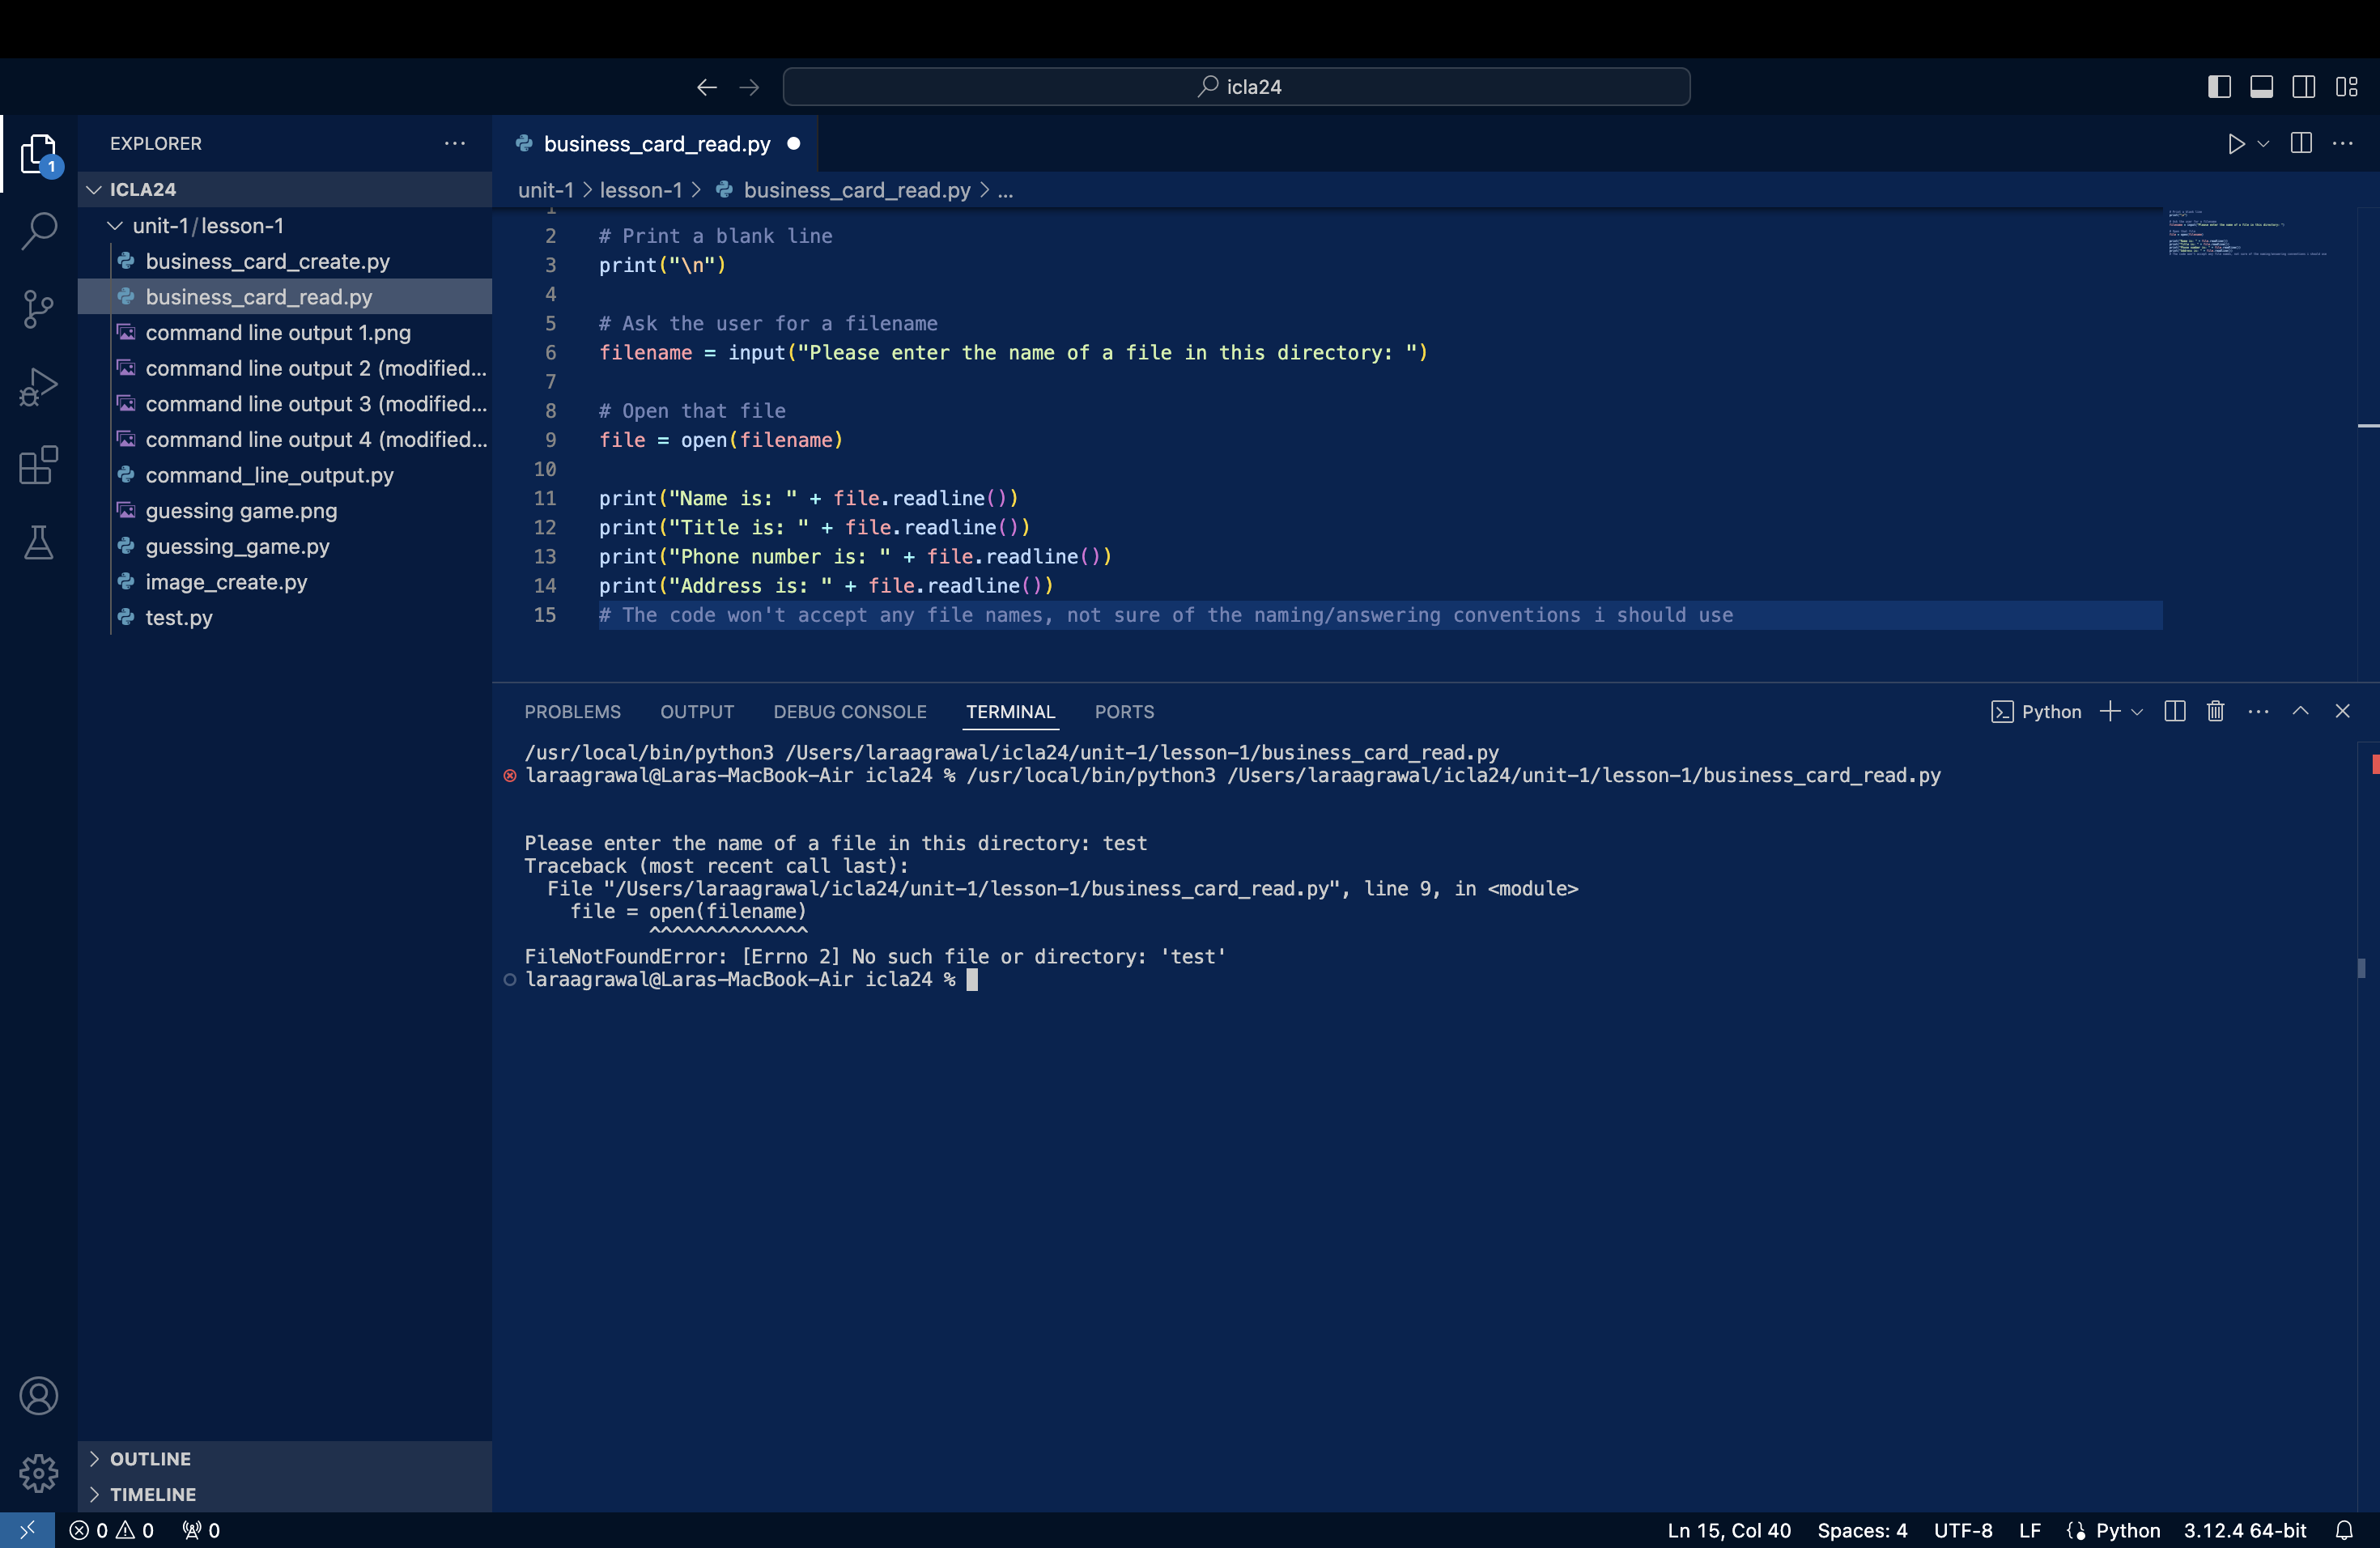 icla24
EXPLORER
business_card_read.py
ICLA24
unit-1 > lesson-1 > business_card_read.py > ...
unit-1/lesson-1
business_card_create.py
business_card_read.py
command line output 1.png
command line output 2 (modified...
command line output 3 (modified...
command line output 4 (modified...
command_line_output.py
guessing game.png
guessing_game.py
image_create.py
test.py
1
2 # Print a blank line
3 print("\n")
4
5 # Ask the user for a filename
6 filename = input("Please enter the name of a file in this directory: ")
7
8 # Open that file
9 file = open(filename)
10
11 print("Name is: " + file.readline())
12 print("Title is: " + file.readline())
13 print("Phone number is: " + file.readline())
14 print("Address is: " + file.readline())
15 # The code won't accept any file names, not sure of the naming/answering conventions i should use
PROBLEMS OUTPUT DEBUG CONSOLE TERMINAL PORTS
Python
/usr/local/bin/python3 /Users/laraagrawal/icla24/unit-1/lesson-1/business_card_read.py
laraagrawal@Laras-MacBook-Air icla24 % /usr/local/bin/python3 /Users/laraagrawal/icla24/unit-1/lesson-1/business_card_read.py
Please enter the name of a file in this directory: test
Traceback (most recent call last):
File "/Users/laraagrawal/icla24/unit-1/lesson-1/business_card_read.py", line 9, in <module>
file = open(filename)
^^^^^^^^^^^^^^
FileNotFoundError: [Errno 2] No such file or directory: 'test'
laraagrawal@Laras-MacBook-Air icla24 %
OUTLINE
TIMELINE
1
0 0 0
Ln 15, Col 40 Spaces: 4 UTF-8 LF Python 3.12.4 64-bit